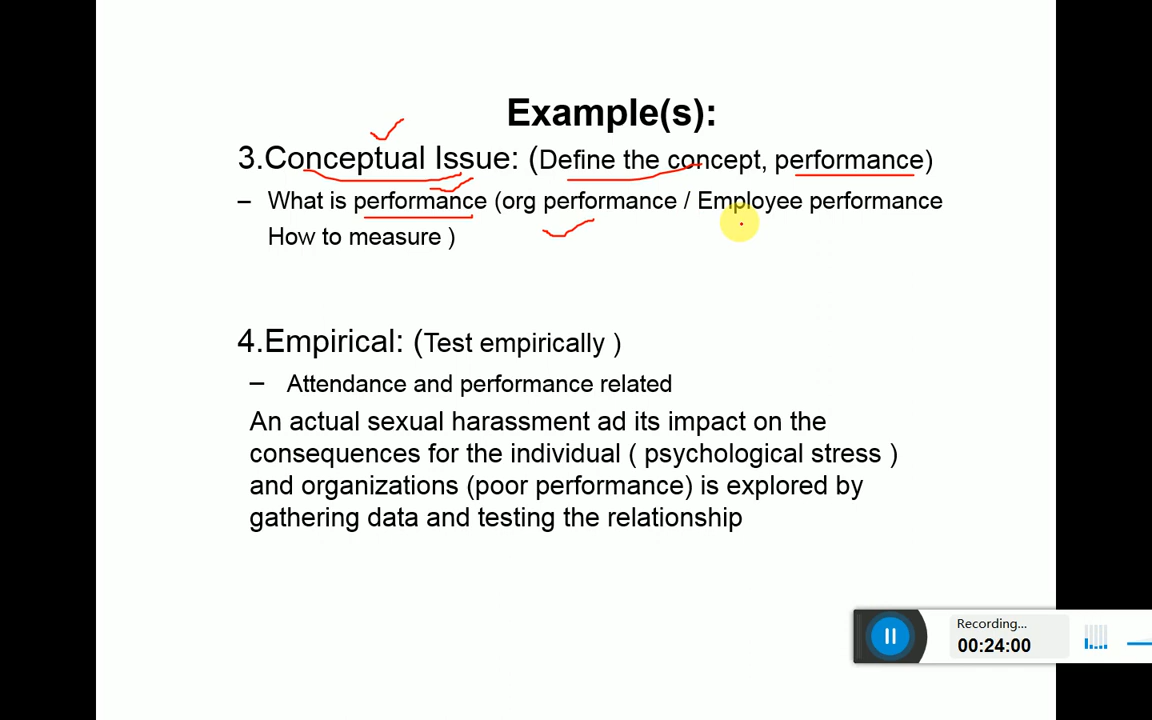 Example(s):
3.Conceptual Issue: (Define the concept, performance)
– What is performance (org performance / Employee performance
How to measure )
4.Empirical: (Test empirically )
– Attendance and performance related
An actual sexual harassment ad its impact on the
consequences for the individual ( psychological stress )
and organizations (poor performance) is explored by
gathering data and testing the relationship
Recording...
00:24:00